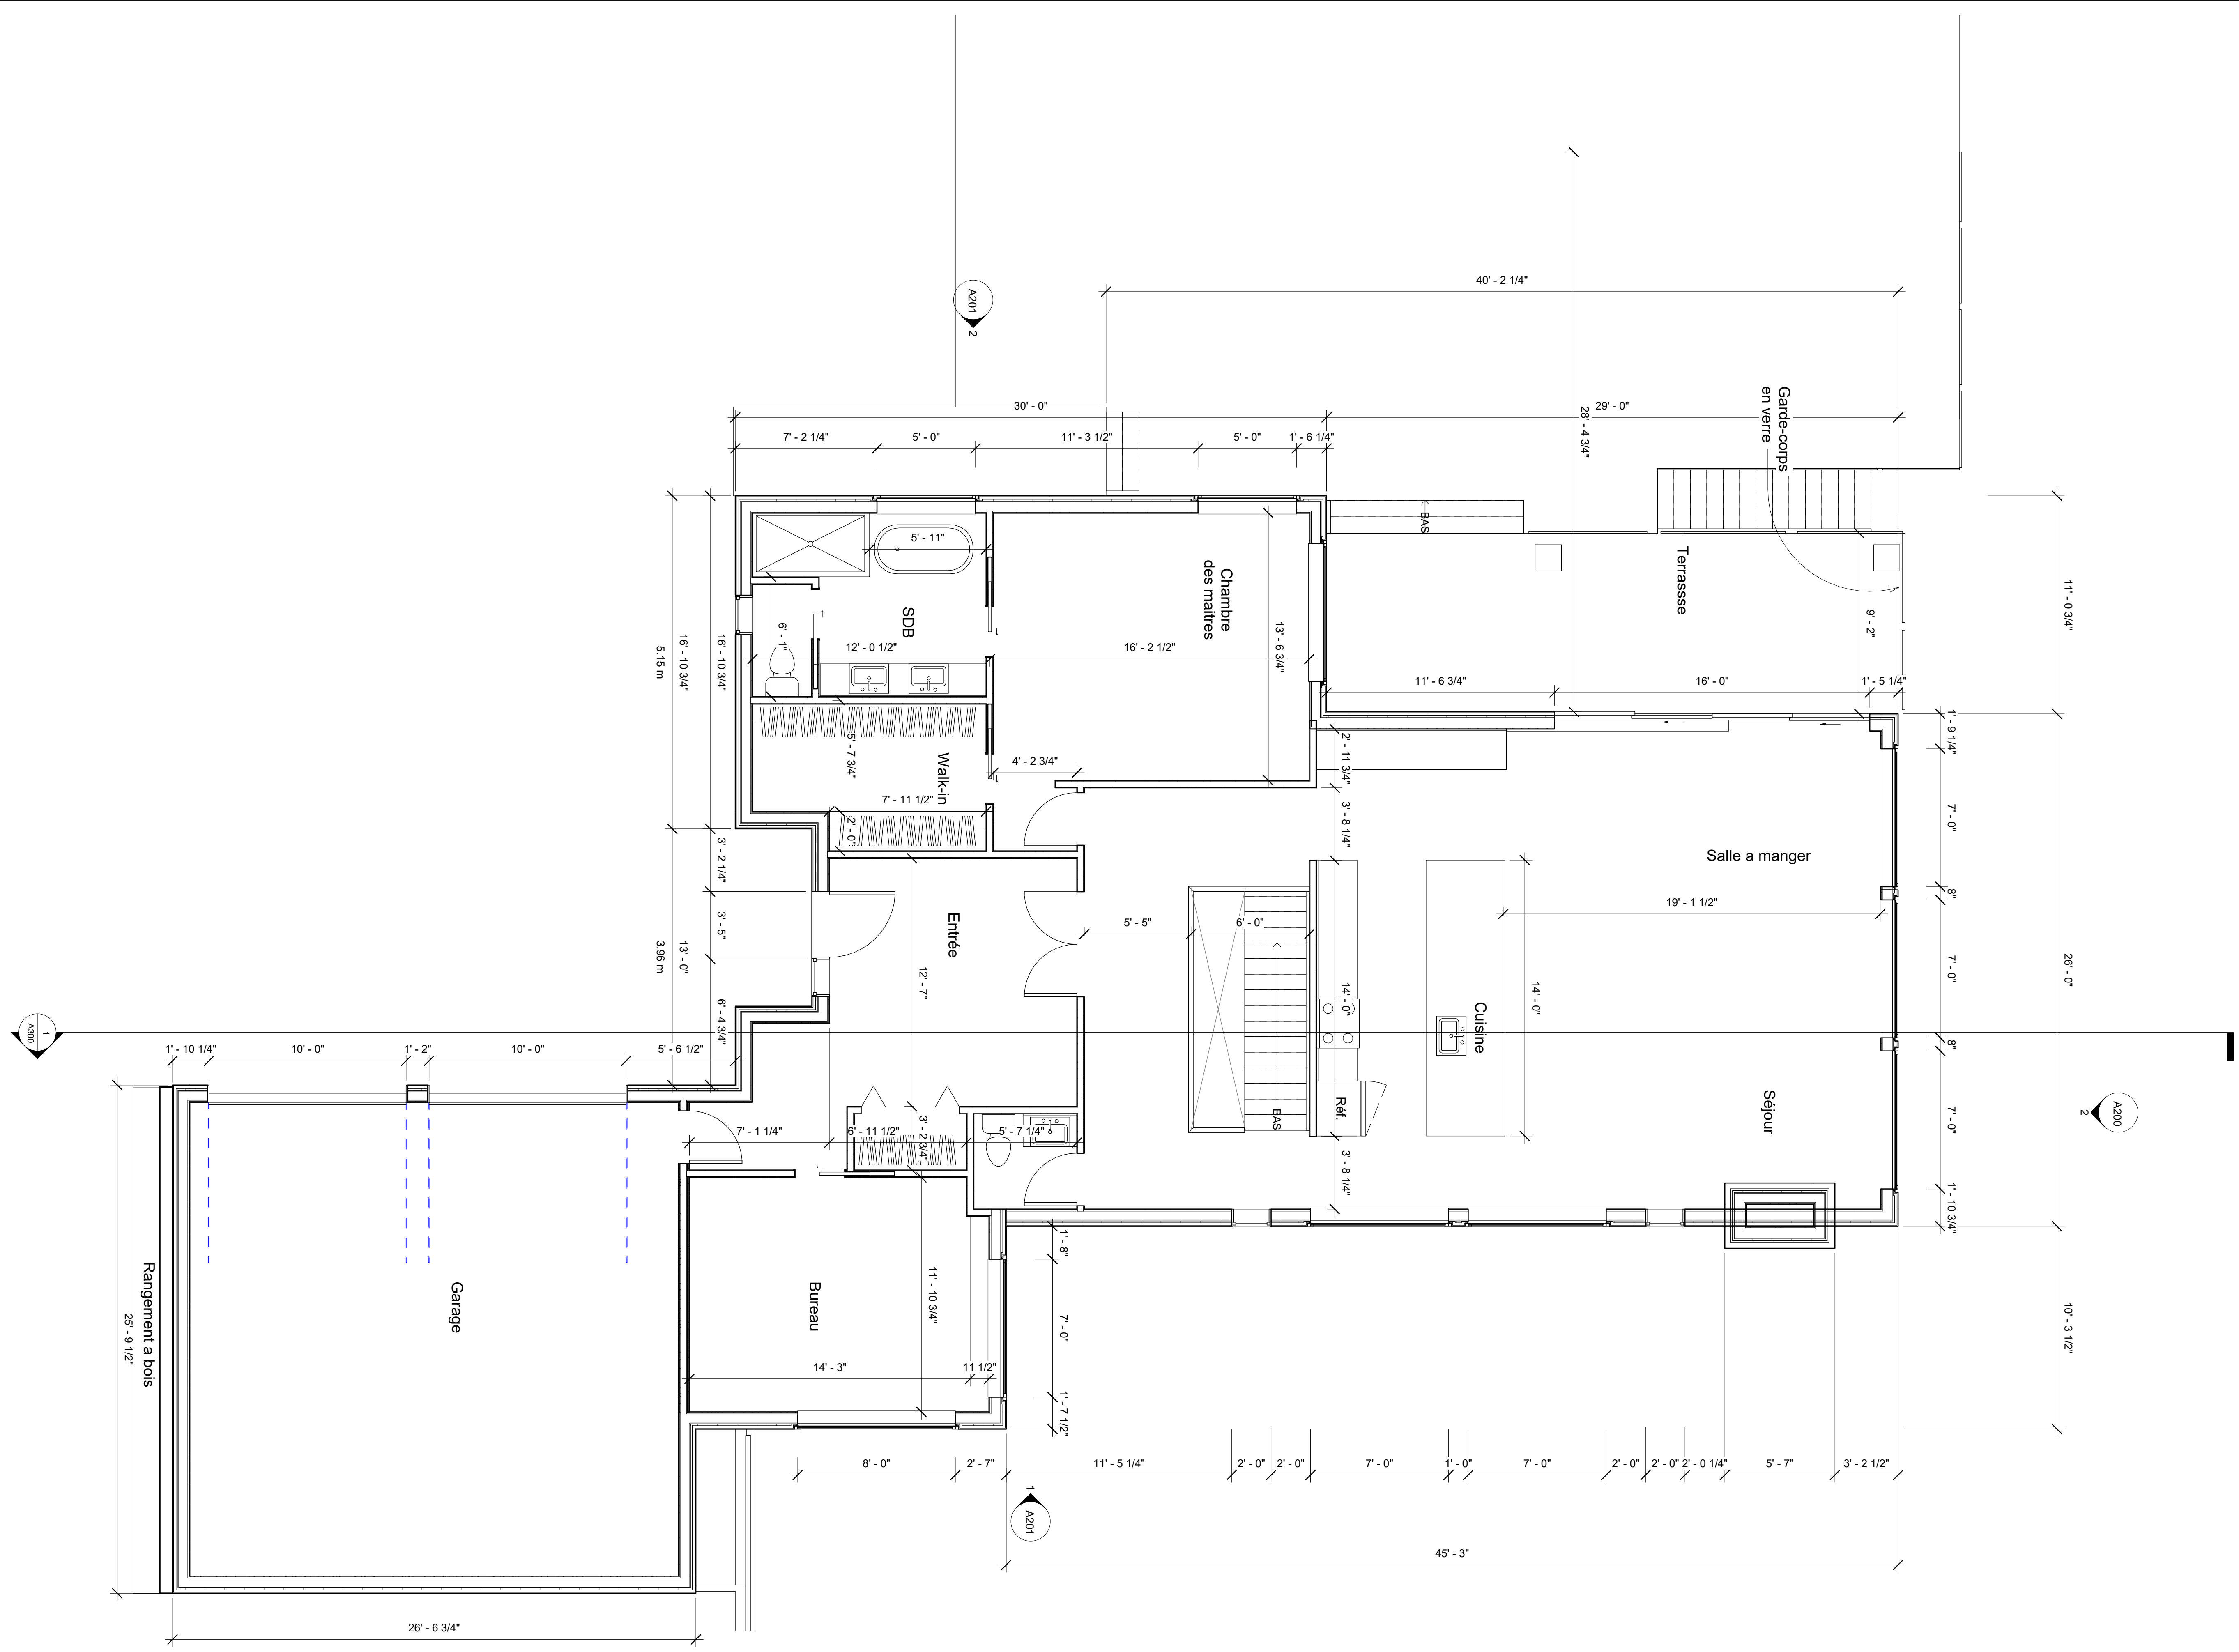 40' - 2 1/4"
A201
2
30' - 0"
29' - 0"
28' - 4 3/4"
Garde-corps
en verre
7' - 2 1/4"
5' - 0"
11' - 3 1/2"
5' - 0"
1' - 6 1/4"
BAS
Terrassse
9' - 2"
11' - 0 3/4"
5' - 11"
SDB
6' - 1"
12' - 0 1/2"
Chambre
des maitres
16' - 2 1/2"
13' - 6 3/4"
11' - 6 3/4"
16' - 0"
1' - 5 1/4"
5.15 m
16' - 10 3/4"
16' - 10 3/4"
5' - 7 3/4"
Walk-in
4' - 2 3/4"
7' - 11 1/2"
2' - 0"
2' - 11 3/4"
3' - 8 1/4"
1' - 9 1/4"
7' - 0"
Salle a manger
8"
19' - 1 1/2"
3' - 2 1/4"
3' - 5"
Entrée
5' - 5"
6' - 0"
3.96 m
13' - 0"
12' - 7"
14' - 0"
14' - 0"
Cuisine
7' - 0"
26' - 0"
6' - 4 3/4"
1
A300
1' - 10 1/4"
10' - 0"
1' - 2"
10' - 0"
5' - 6 1/2"
8"
BAS
Réf.
Séjour
7' - 0"
A200
2
7' - 1 1/4"
6' - 11 1/2"
3' - 2 3/4"
5' - 7 1/4"
3' - 8 1/4"
1' - 10 3/4"
1' - 8"
Rangement a bois
25' - 9 1/2"
Garage
Bureau
11' - 10 3/4"
7' - 0"
10' - 3 1/2"
14' - 3"
11 1/2"
1' - 7 1/2"
8' - 0"
2' - 7"
11' - 5 1/4"
2' - 0"
2' - 0"
7' - 0"
1' - 0"
7' - 0"
2' - 0"
2' - 0"
2' - 0 1/4"
5' - 7"
3' - 2 1/2"
1
A201
45' - 3"
26' - 6 3/4"